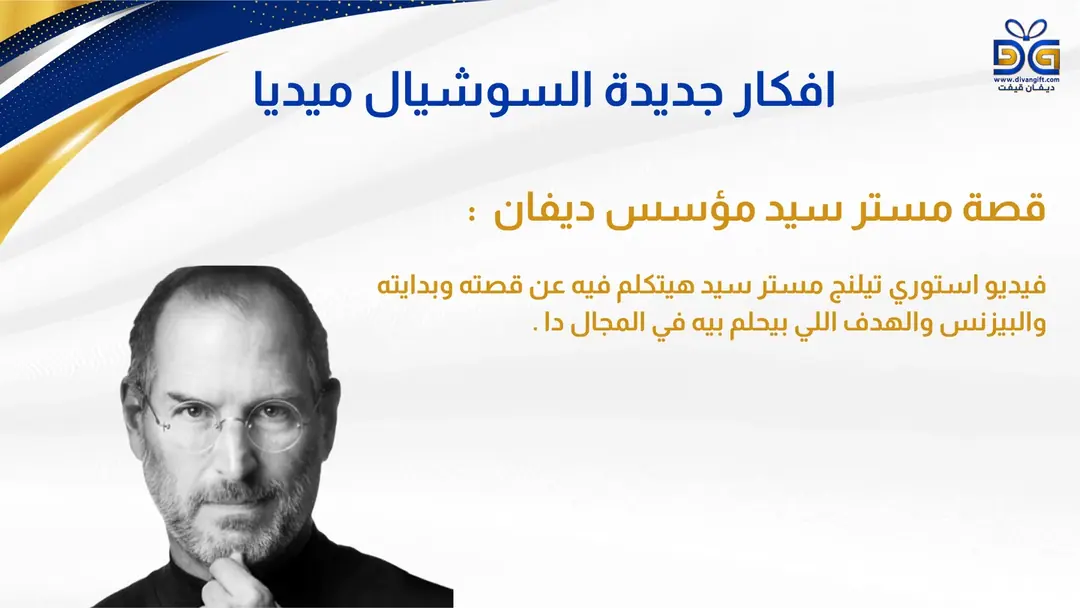 DG
www.divangift.com
ديفان قيفت
افكار جديدة السوشيال ميديا
قصة مستر سيد مؤسس ديفان :
فيديو استوري تيلنج مستر سيد هيتكلم فيه عن قصته وبدايته
والبيزنس والهدف اللي بيحلم بيه في المجال دا .